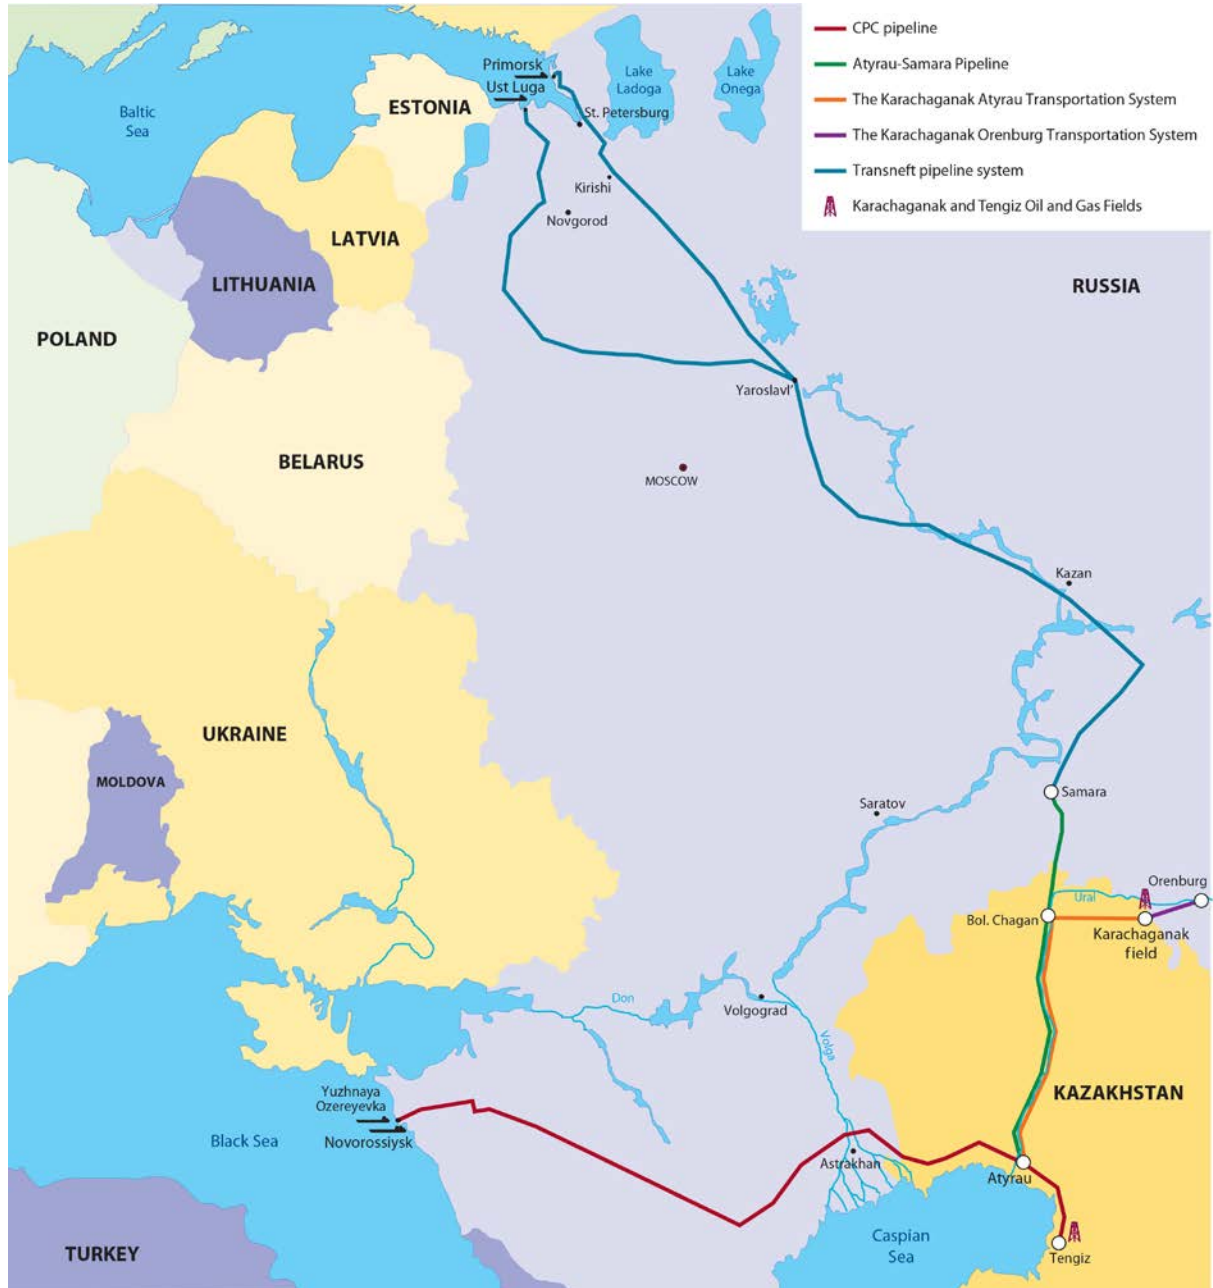 CPC pipeline
Atyrau-Samara Pipeline
The Karachaganak Atyrau Transportation System
The Karachaganak Orenburg Transportation System
Transneft pipeline system
Karachaganak and Tengiz Oil and Gas Fields
Primorsk
Ust Luga
Lake
Ladoga
Lake
Onega
Baltic
Sea
ESTONIA
St. Petersburg
Kirishi
Novgorod
LATVIA
LITHUANIA
RUSSIA
POLAND
Yaroslavl'
BELARUS
MOSCOW
Kazan
UKRAINE
MOLDOVA
Samara
Saratov
Orenburg
Ural
Bol. Chagan
Karachaganak
field
Don
Volgograd
Volga
Yuzhnaya
Ozereyevka
KAZAKHSTAN
Black Sea
Novorossiysk
Astrakhan
Atyrau
Caspian
Sea
TURKEY
Tengiz